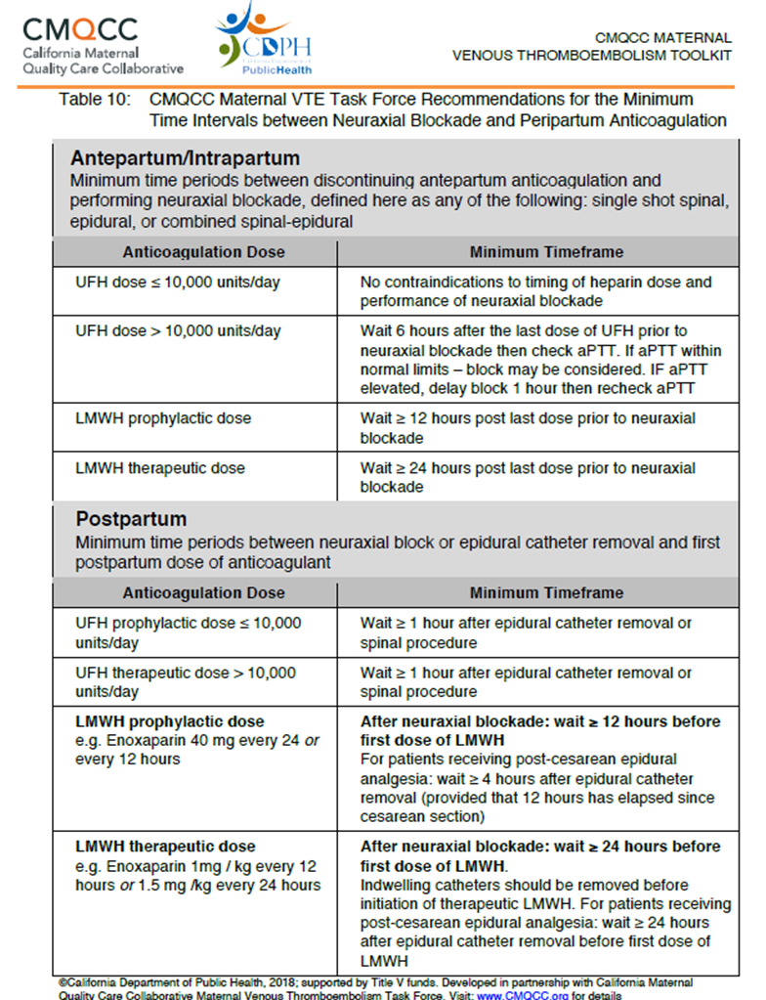 CMQCC
California Maternal
Quality Care Collaborative
CDPH
PublicHealth
CMQCC MATERNAL
VENOUS THROMBOEMBOLISM TOOLKIT
Table 10: CMQCC Maternal VTE Task Force Recommendations for the Minimum
Time Intervals between Neuraxial Blockade and Peripartum Anticoagulation
Antepartum/Intrapartum
Minimum time periods between discontinuing antepartum anticoagulation and
performing neuraxial blockade, defined here as any of the following: single shot spinal,
epidural, or combined spinal-epidural
Anticoagulation Dose
Minimum Timeframe
UFH dose ≤ 10,000 units/day
No contraindications to timing of heparin dose and
performance of neuraxial blockade
UFH dose > 10,000 units/day
Wait 6 hours after the last dose of UFH prior to
neuraxial blockade then check aPTT. If aPTT within
normal limits – block may be considered. IF aPTT
elevated, delay block 1 hour then recheck aPTT
LMWH prophylactic dose
Wait ≥ 12 hours post last dose prior to neuraxial
blockade
LMWH therapeutic dose
Wait ≥ 24 hours post last dose prior to neuraxial
blockade
Postpartum
Minimum time periods between neuraxial block or epidural catheter removal and first
postpartum dose of anticoagulant
Anticoagulation Dose
Minimum Timeframe
UFH prophylactic dose ≤ 10,000
units/day
Wait ≥ 1 hour after epidural catheter removal or
spinal procedure
UFH therapeutic dose > 10,000
units/day
Wait ≥ 1 hour after epidural catheter removal or
spinal procedure
LMWH prophylactic dose
e.g. Enoxaparin 40 mg every 24 or
every 12 hours
After neuraxial blockade: wait ≥ 12 hours before
first dose of LMWH
For patients receiving post-cesarean epidural
analgesia: wait ≥ 4 hours after epidural catheter
removal (provided that 12 hours has elapsed since
cesarean section)
LMWH therapeutic dose
e.g. Enoxaparin 1mg / kg every 12
hours or 1.5 mg /kg every 24 hours
After neuraxial blockade: wait ≥ 24 hours before
first dose of LMWH.
Indwelling catheters should be removed before
initiation of therapeutic LMWH. For patients receiving
post-cesarean epidural analgesia: wait ≥ 24 hours
after epidural catheter removal before first dose of
LMWH
©California Department of Public Health, 2018; supported by Title V funds. Developed in partnership with California Maternal
Quality Care Collaborative Maternal Venous Thromboembolism Task Force. Visit: www.CMQCC.org for details